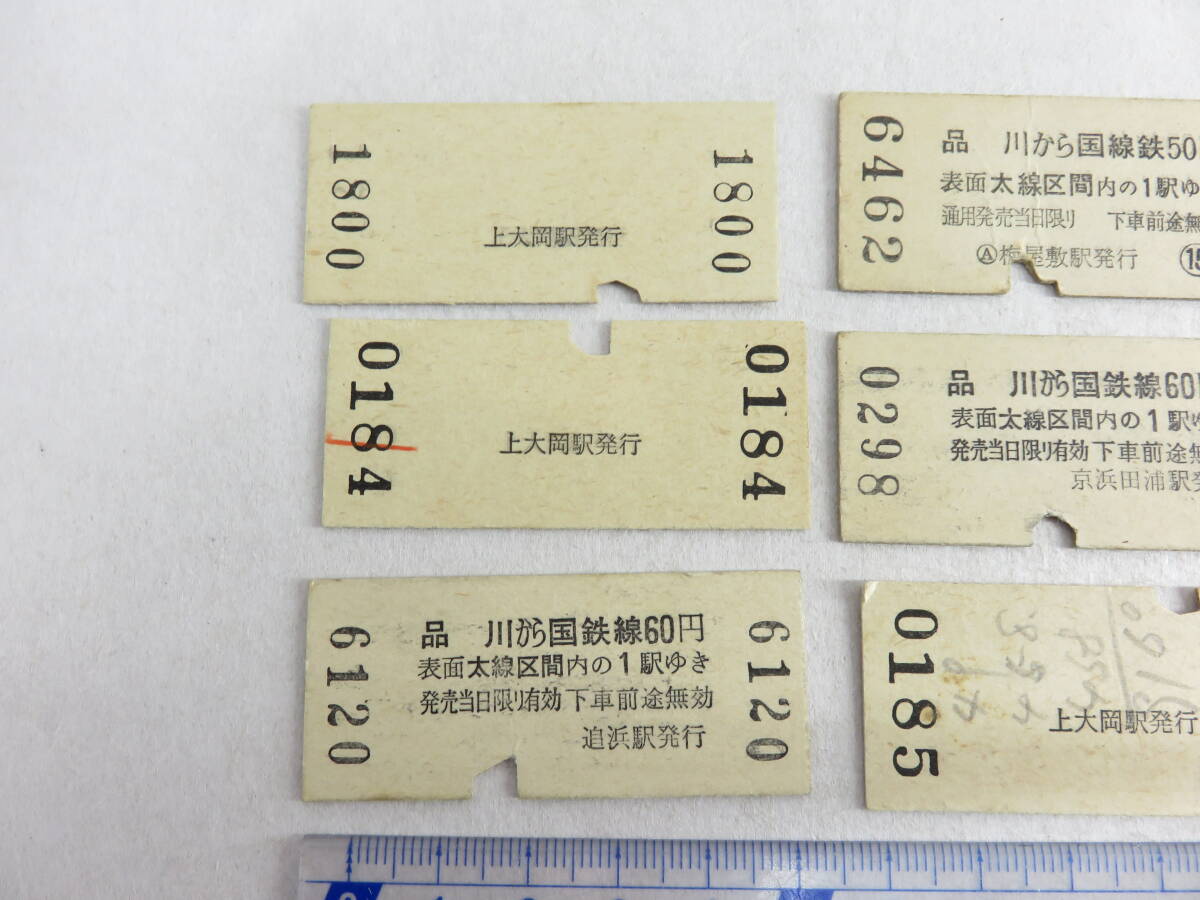 1800
上大岡駅発行
1800
0184
上大岡駅発行
0184
6120
品 川から国鉄線60円
表面太線区間内の1駅ゆき
発売当日限り有効 下車前途無効
追浜駅発行
6120
6462
品 川から国線鉄50
表面太線区間内の1駅ゆ
通用発売当日限り 下車前途無
Ⓐ梅屋敷駅発行
0298
品 川から国鉄線60
表面太線区間内の1駅ゆ
発売当日限り有効 下車前途無
京浜田浦駅発
0185
上大岡駅発行
1